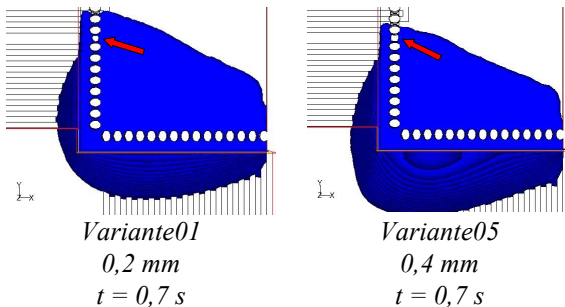 Y
Z X
Y
Z X
Variante01
0,2 mm
t = 0,7 s
Variante05
0,4 mm
t = 0,7 s